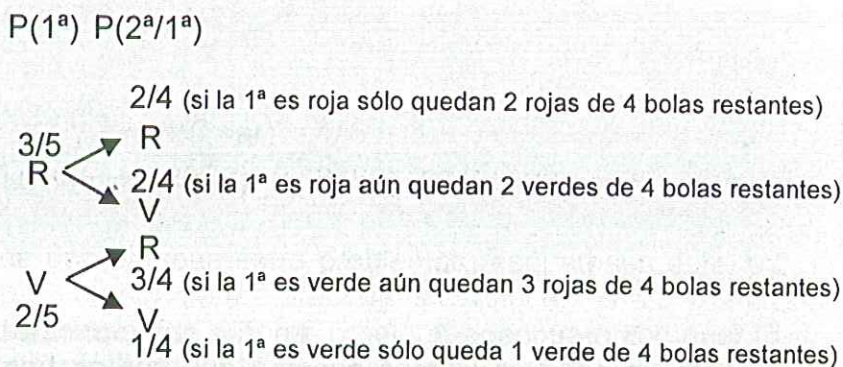 P(1ª) P(2ª/1ª)
2/4 (si la 1ª es roja sólo quedan 2 rojas de 4 bolas restantes)
3/5 R
R
2/4 (si la 1ª es roja aún quedan 2 verdes de 4 bolas restantes)
V
R
V 3/4 (si la 1ª es verde aún quedan 3 rojas de 4 bolas restantes)
2/5 V
1/4 (si la 1ª es verde sólo queda 1 verde de 4 bolas restantes)